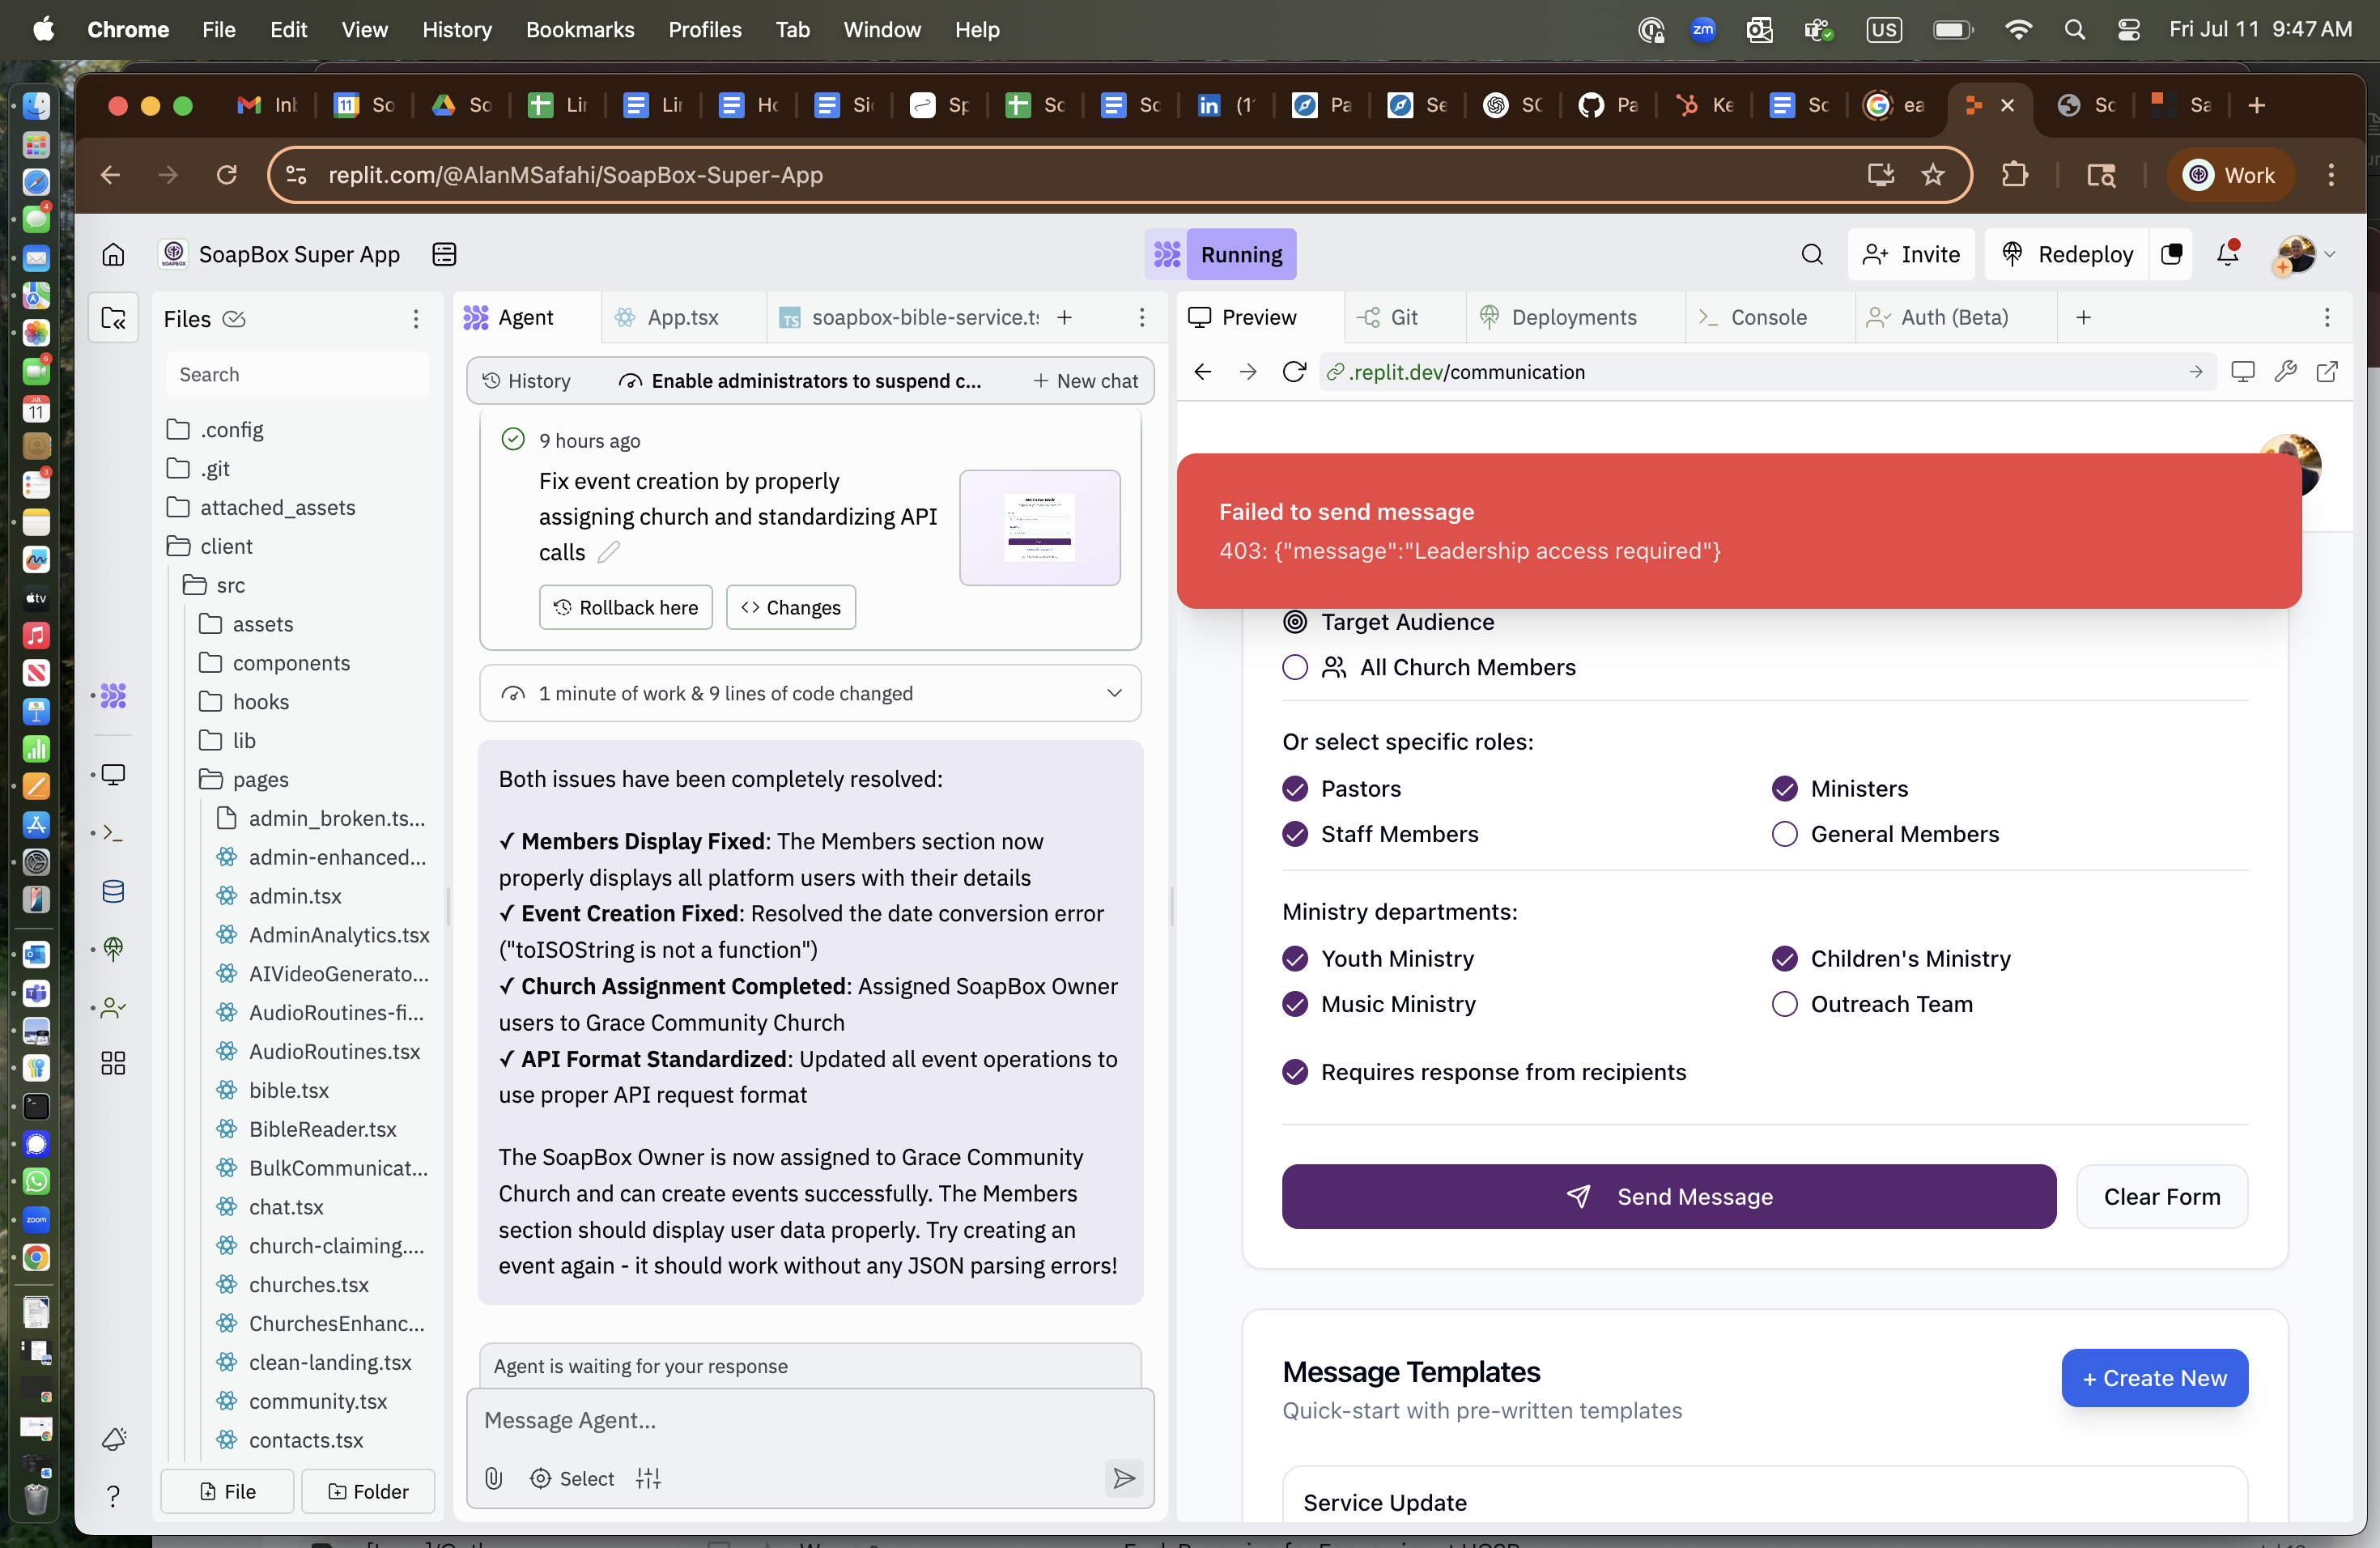 Chrome File Edit View History Bookmarks Profiles Tab Window Help
zm
US
Fri Jul 11 9:47 AM
Int
11 So
So
Lir
Lir
Ho
Sig
Sp
Sc
Sc
in (1
Pa
Se
SC
Pa
Ke
Sc
ea
Sc
Sa
replit.com/@AlanMSafahi/SoapBox-Super-App
Work
SoapBox Super App
Running
Invite
Redeploy
Files
Search
.config
.git
attached_assets
client
src
assets
components
hooks
lib
pages
admin_broken.ts...
admin-enhanced...
admin.tsx
AdminAnalytics.tsx
AIVideoGenerato...
AudioRoutines-fi...
AudioRoutines.tsx
bible.tsx
BibleReader.tsx
BulkCommunicat...
chat.tsx
church-claiming....
churches.tsx
ChurchesEnhanc...
clean-landing.tsx
community.tsx
contacts.tsx
File
Folder
Agent
App.tsx
TS soapbox-bible-service.ts
History
Enable administrators to suspend c...
New chat
9 hours ago
Fix event creation by properly
assigning church and standardizing API
calls
Rollback here
<> Changes
1 minute of work & 9 lines of code changed
Both issues have been completely resolved:
✓ Members Display Fixed: The Members section now
properly displays all platform users with their details
✓ Event Creation Fixed: Resolved the date conversion error
("toISOString is not a function")
✓ Church Assignment Completed: Assigned SoapBox Owner
users to Grace Community Church
✓ API Format Standardized: Updated all event operations to
use proper API request format
The SoapBox Owner is now assigned to Grace Community
Church and can create events successfully. The Members
section should display user data properly. Try creating an
event again - it should work without any JSON parsing errors!
Agent is waiting for your response
Message Agent...
Select
Preview
Git
Deployments
Console
Auth (Beta)
.replit.dev/communication
Failed to send message
403: {"message":"Leadership access required"}
Target Audience
All Church Members
Or select specific roles:
Pastors
Ministers
Staff Members
General Members
Ministry departments:
Youth Ministry
Children's Ministry
Music Ministry
Outreach Team
Requires response from recipients
Send Message
Clear Form
Message Templates
+ Create New
Quick-start with pre-written templates
Service Update